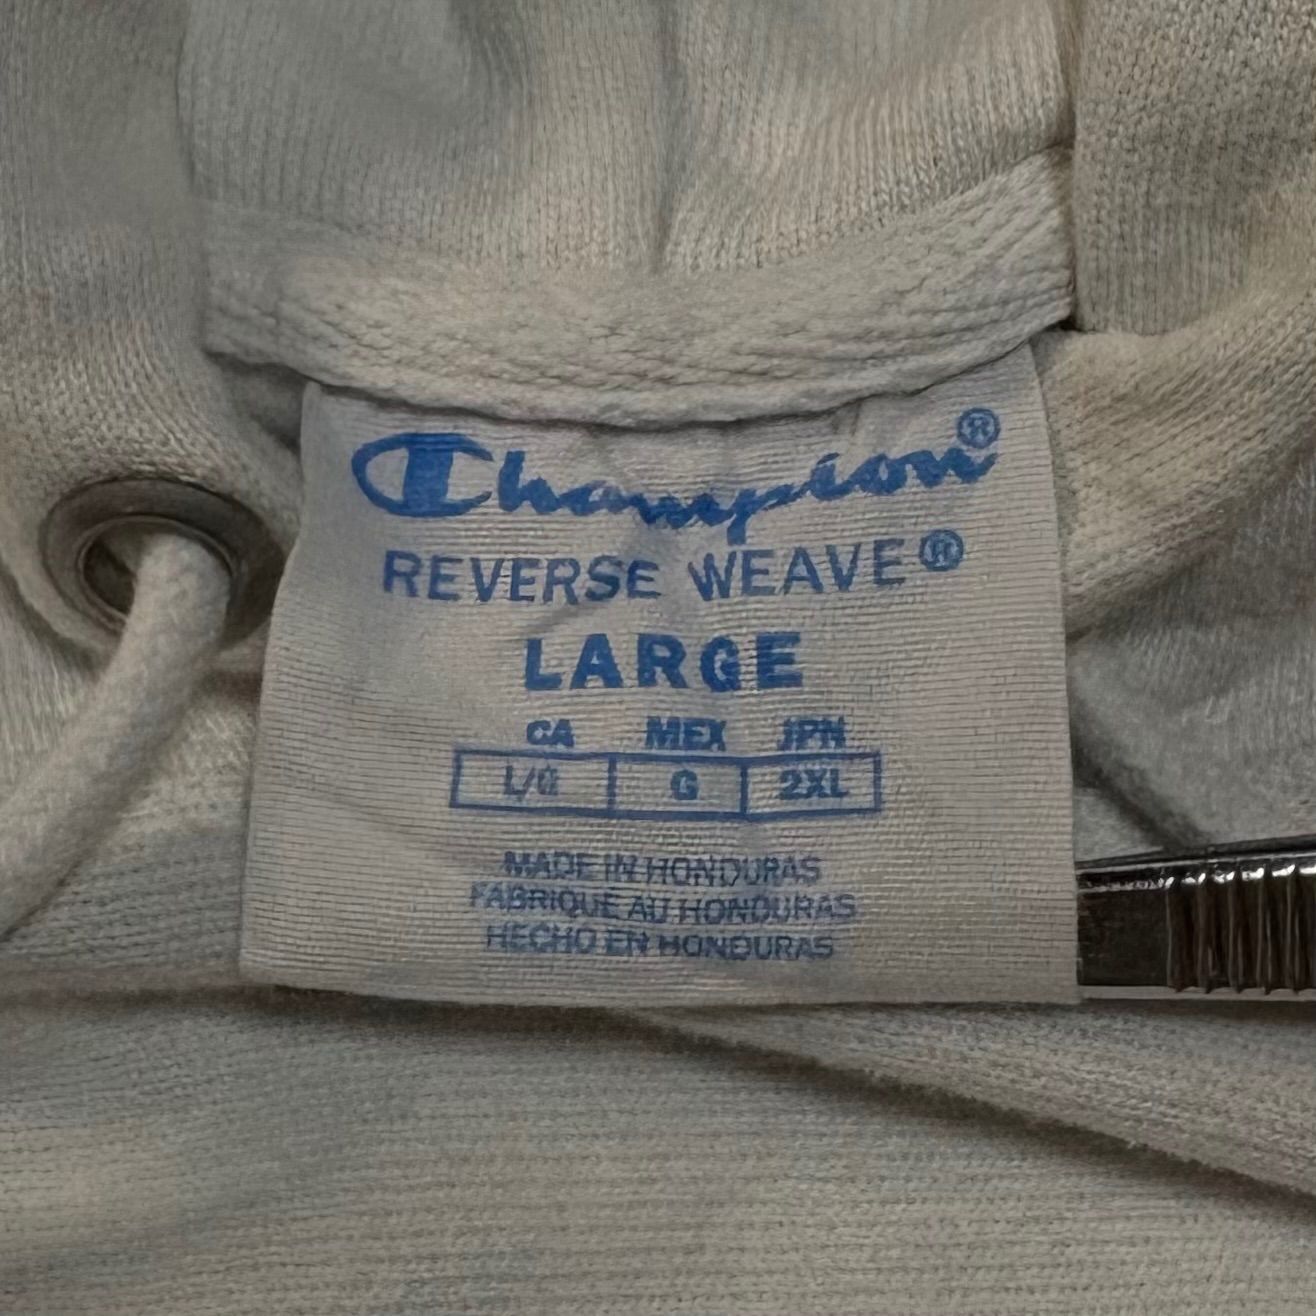 Champion®
REVERSE WEAVE®
LARGE
CA MEX JPN
L/G G 2XL
MADE IN HONDURAS
FABRIQUE AU HONDURAS
HECHO EN HONDURAS